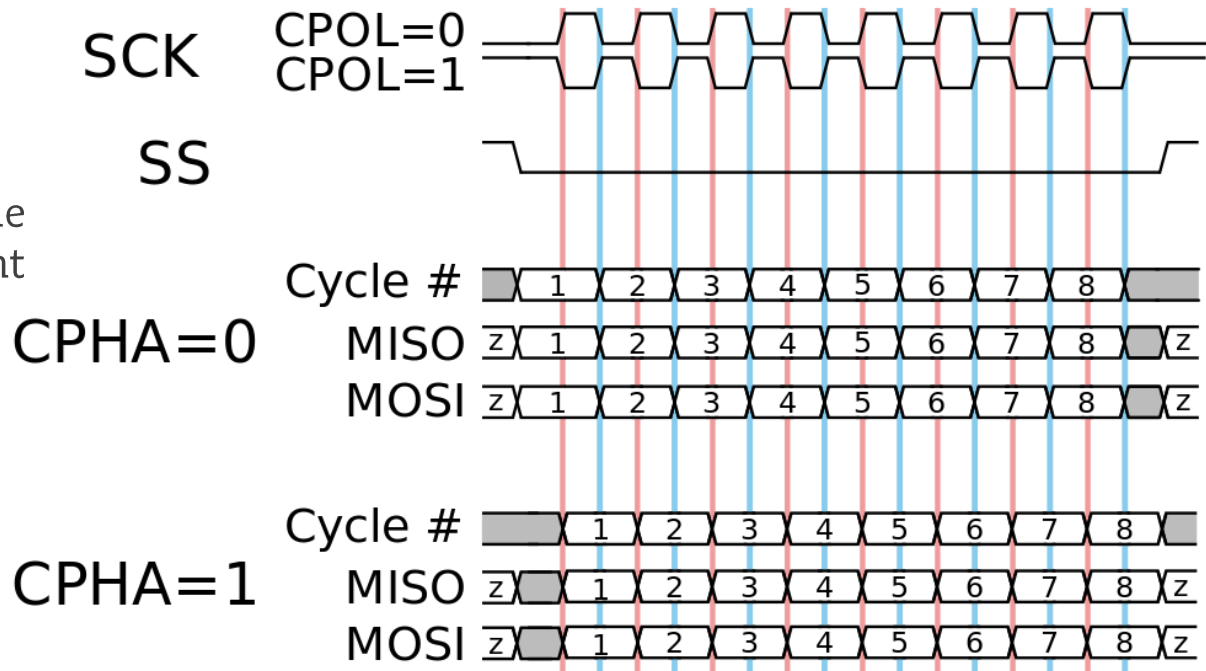 SCK CPOL=0
CPOL=1
SS
le
nt
Cycle # 1 2 3 4 5 6 7 8
CPHA=0 MISO z 1 2 3 4 5 6 7 8 z
MOSI z 1 2 3 4 5 6 7 8 z
Cycle # 1 2 3 4 5 6 7 8
CPHA=1 MISO z 1 2 3 4 5 6 7 8 z
MOSI z 1 2 3 4 5 6 7 8 z